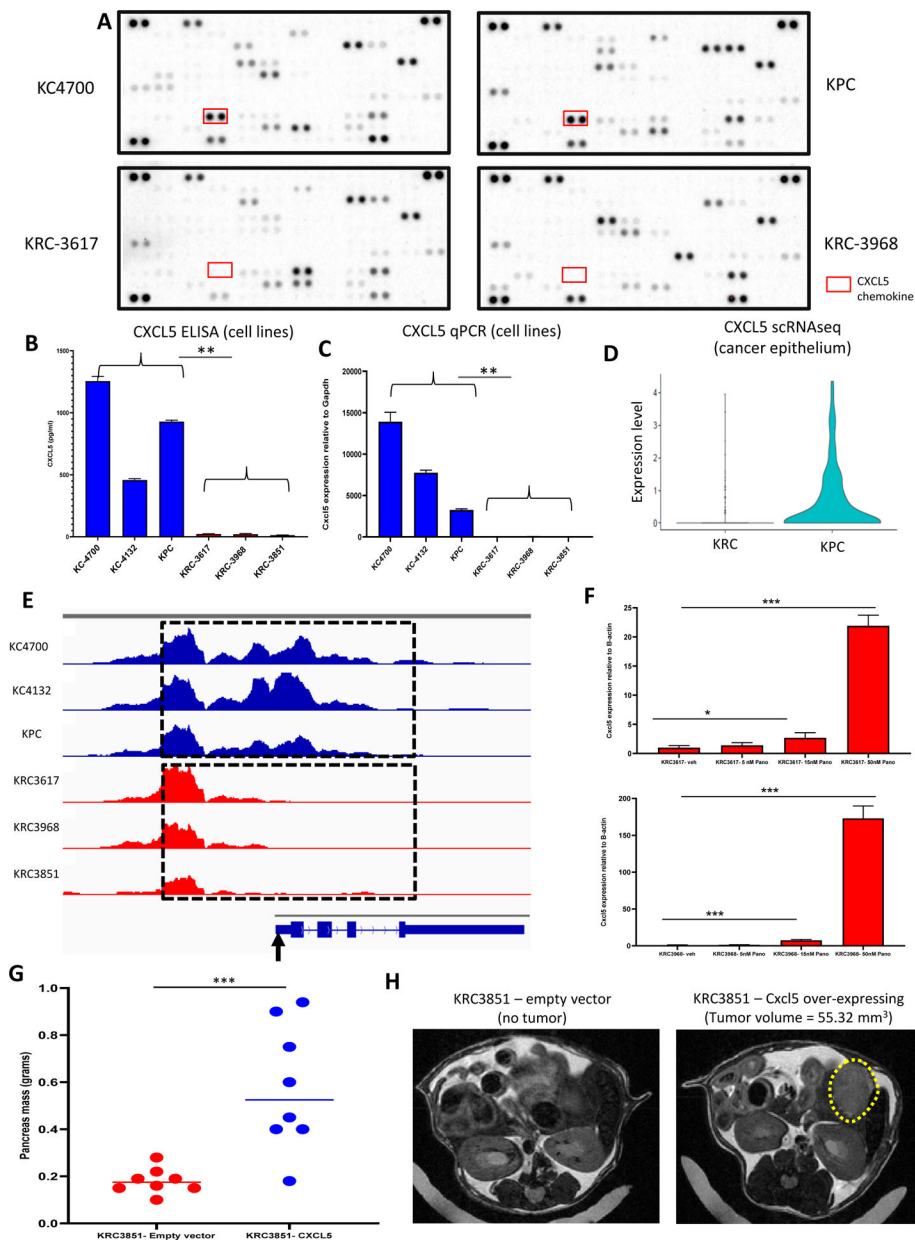 A
KC4700
KPC
KRC-3617
KRC-3968
CXCL5
chemokine
B
CXCL5 ELISA (cell lines)
**
CXCL5 (pg/ml)
1500
1000
500
0
KC-4700
KC-4132
KPC
KRC-3617
KRC-3968
KRC-3851
C
CXCL5 qPCR (cell lines)
**
Cxcl5 expression relative to Gapdh
20000
15000
10000
5000
0
KC4700
KC-4132
KPC
KRC-3617
KRC-3968
KRC-3851
D
CXCL5 scRNAseq
(cancer epithelium)
Expression level
4
3
2
1
0
KRC
KPC
E
KC4700
KC4132
KPC
KRC3617
KRC3968
KRC3851
F
***
*
Cxcl5 expression relative to B-actin
25
20
15
10
5
0
KRC3617- veh
KRC3617- 5 nM Pano
KRC3617- 15nM Pano
KRC3617- 50nM Pano
***
***
Cxcl5 expression relative to B-actin
200
150
100
50
0
KRC3968- veh
KRC3968- 5nM Pano
KRC3968- 15nM Pano
KRC3968- 50nM Pano
G
***
Pancreas mass (grams)
1.0
0.8
0.6
0.4
0.2
0.0
KRC3851- Empty vector
KRC3851- CXCL5
H
KRC3851 – empty vector
(no tumor)
KRC3851 – Cxcl5 over-expressing
(Tumor volume = 55.32 mm³)